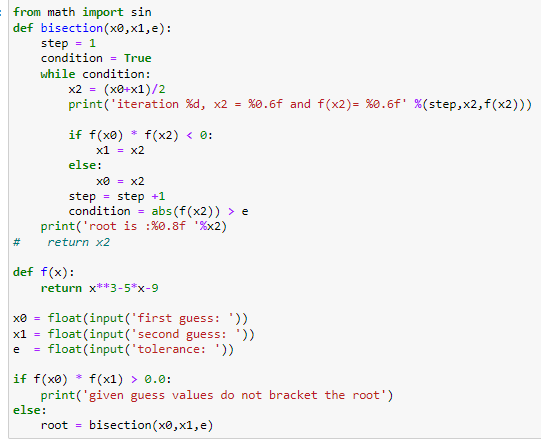 from math import sin
def bisection(x0,x1,e):
    step = 1
    condition = True
    while condition:
        x2 = (x0+x1)/2
        print('iteration %d, x2 = %0.6f and f(x2)= %0.6f' %(step,x2,f(x2)))

        if f(x0) * f(x2) < 0:
            x1 = x2
        else:
            x0 = x2
        step = step +1
        condition = abs(f(x2)) > e
    print('root is :%0.8f '%x2)
#    return x2

def f(x):
    return x**3-5*x-9

x0 = float(input('first guess: '))
x1 = float(input('second guess: '))
e  = float(input('tolerance: '))

if f(x0) * f(x1) > 0.0:
    print('given guess values do not bracket the root')
else:
    root = bisection(x0,x1,e)